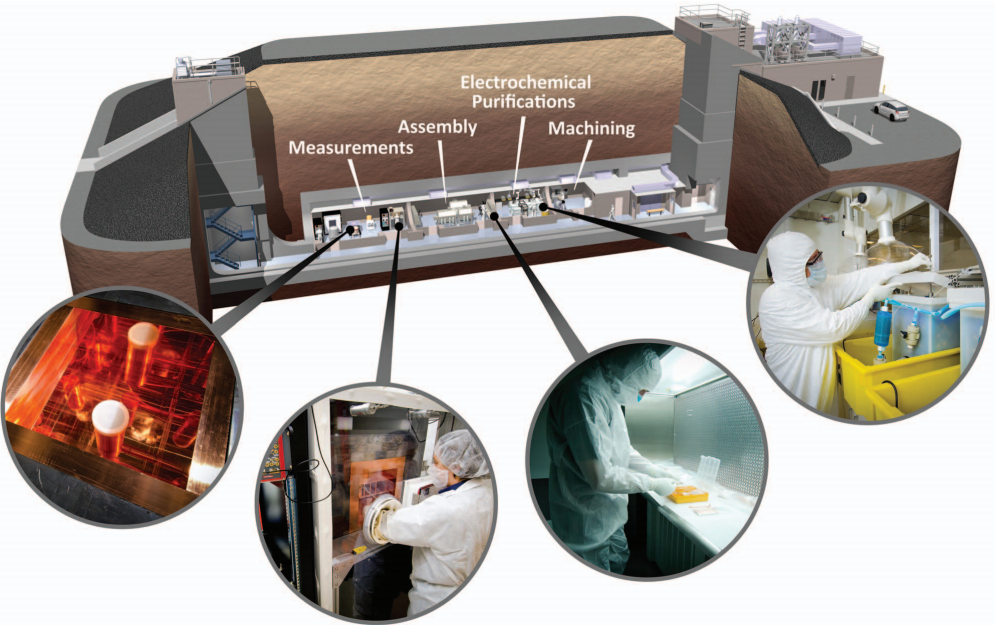 Electrochemical
Purifications
Assembly
Machining
Measurements